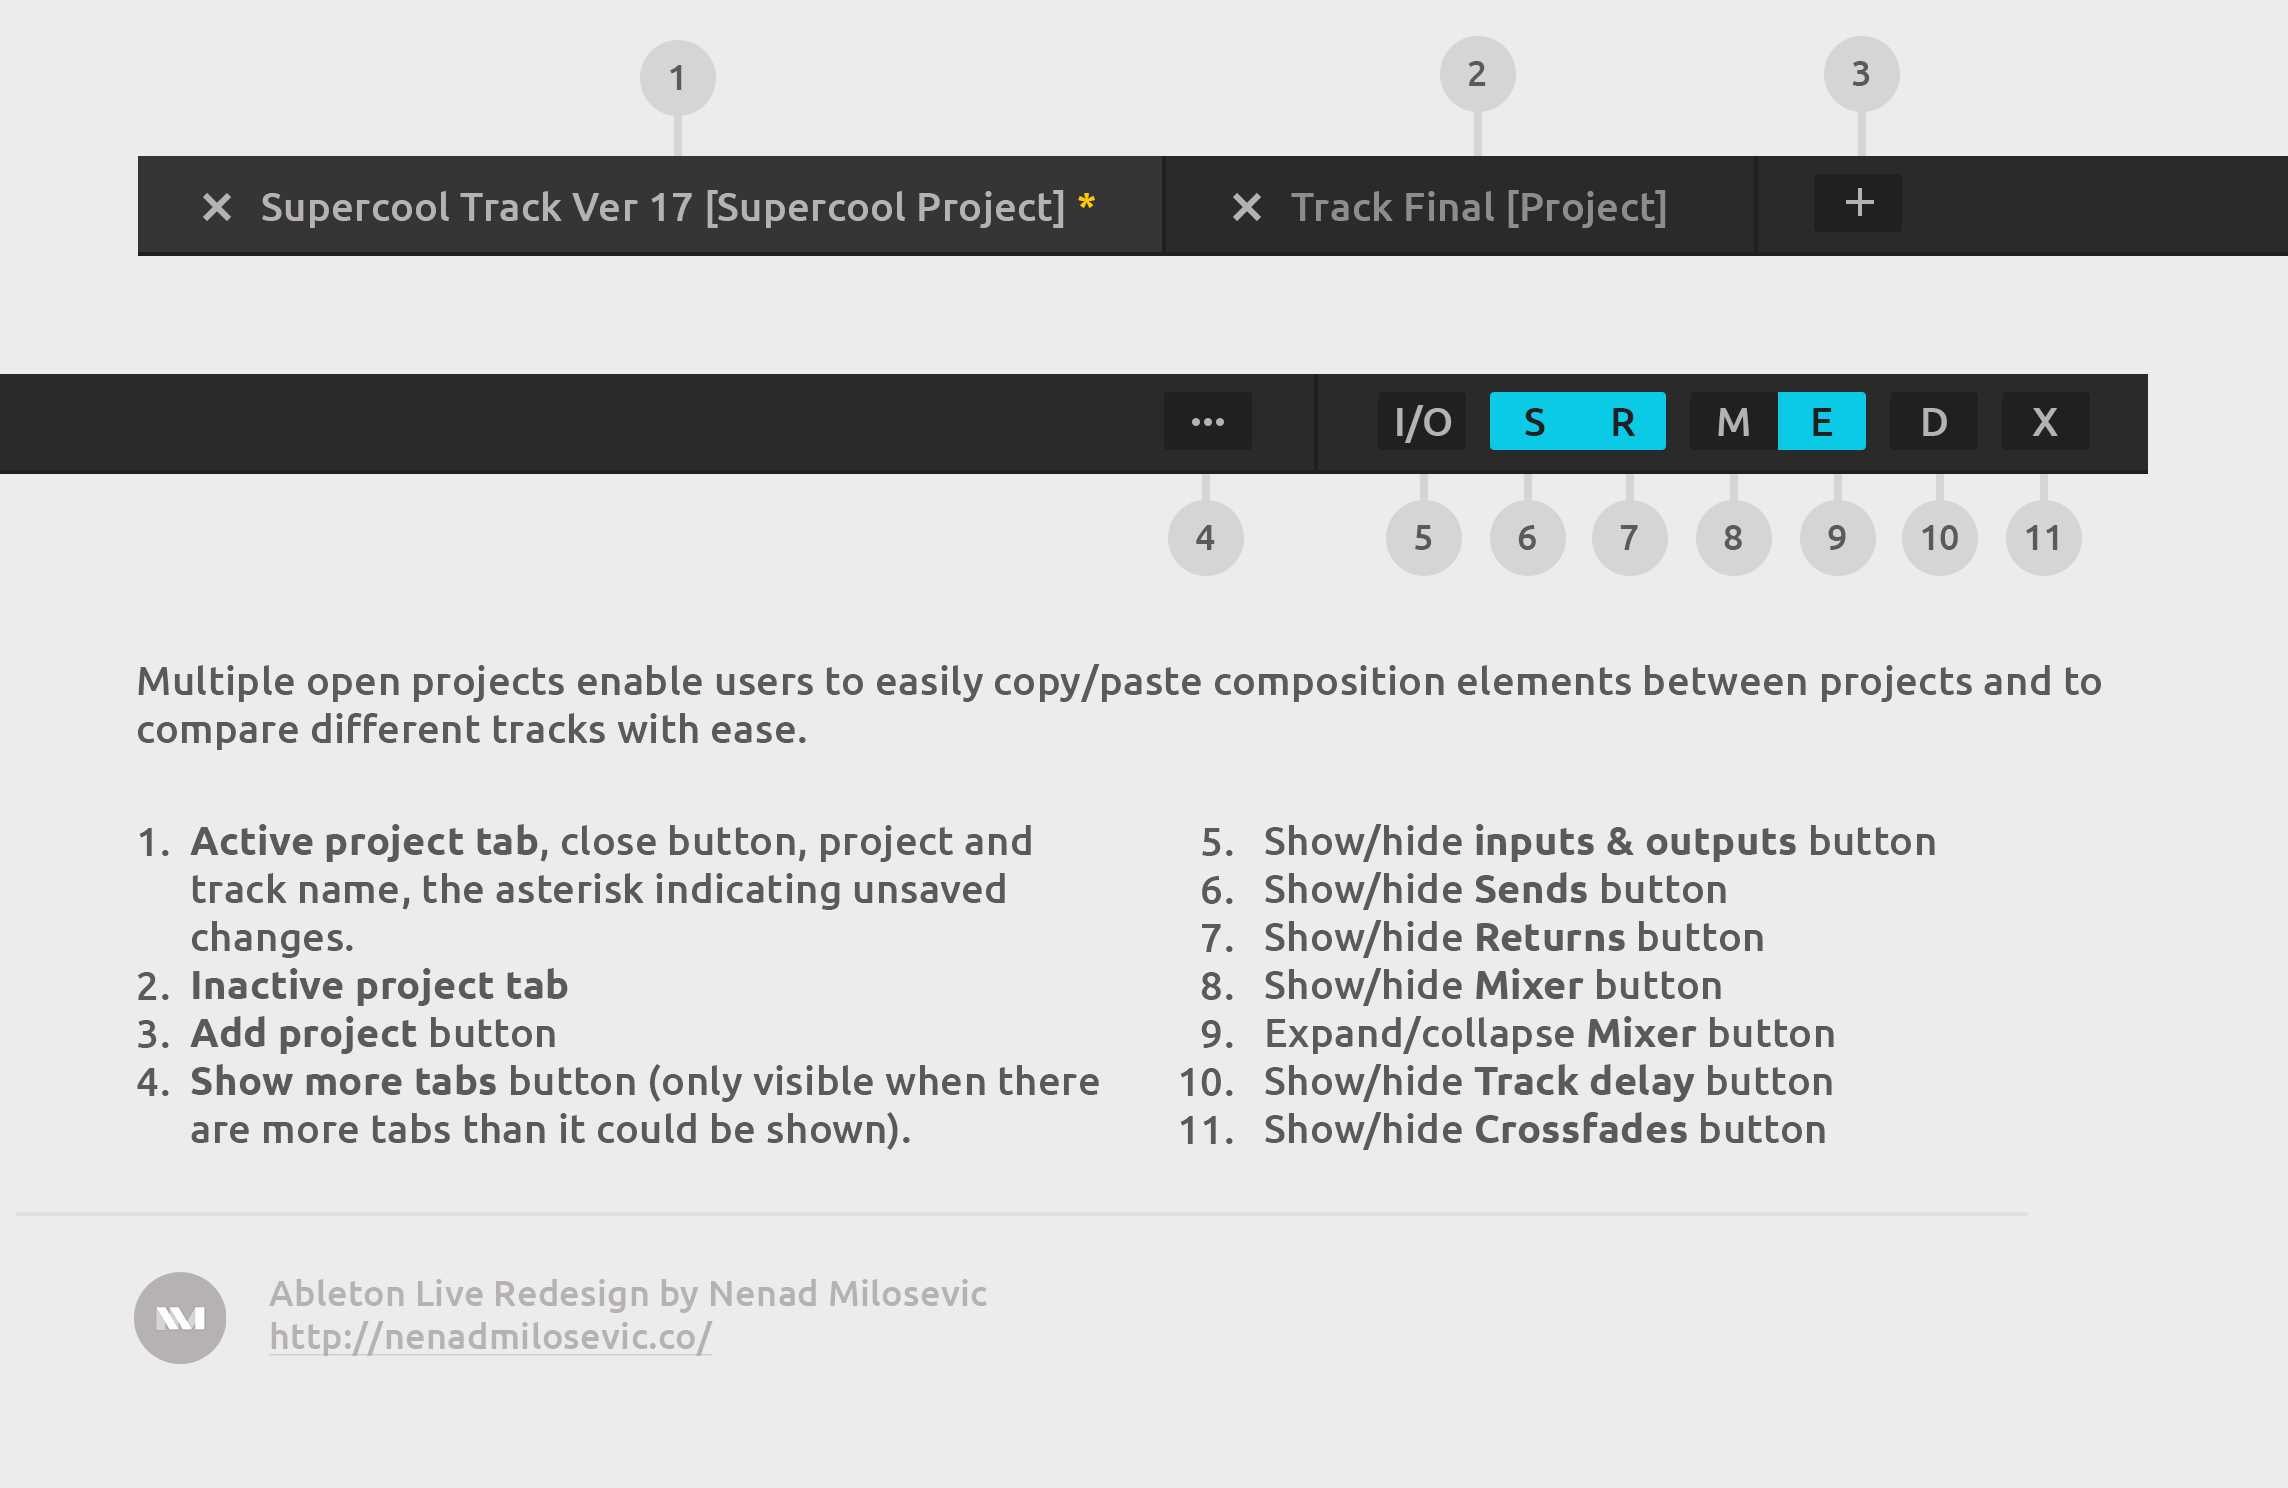 1
2
3
Supercool Track Ver 17 [Supercool Project] *
Track Final [Project]
+
...
I/O
S
R
M
E
D
X
4
5
6
7
8
9
10
11
Multiple open projects enable users to easily copy/paste composition elements between projects and to
compare different tracks with ease.
1. Active project tab, close button, project and
track name, the asterisk indicating unsaved
changes.
2. Inactive project tab
3. Add project button
4. Show more tabs button (only visible when there
are more tabs than it could be shown).
5. Show/hide inputs & outputs button
6. Show/hide Sends button
7. Show/hide Returns button
8. Show/hide Mixer button
9. Expand/collapse Mixer button
10. Show/hide Track delay button
11. Show/hide Crossfades button
Ableton Live Redesign by Nenad Milosevic
http://nenadmilosevic.co/